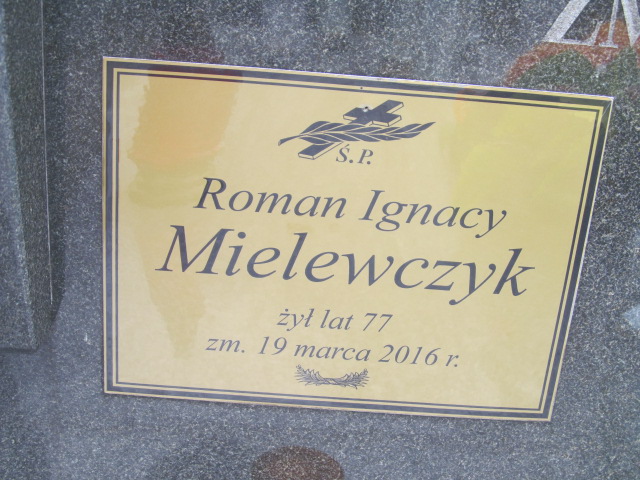 Ś.P.
Roman Ignacy
Mielewczyk
żył lat 77
zm. 19 marca 2016 r.